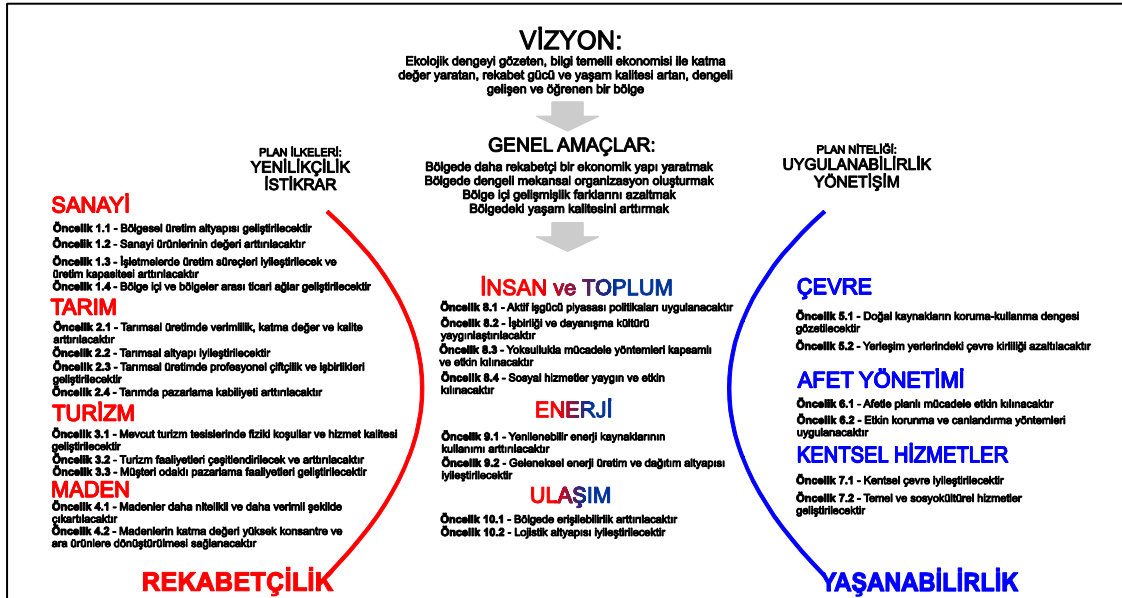 VİZYON:
Ekolojik dengeyi gözeten, bilgi temelli ekonomisi ile katma
değer yaratan, rekabet gücü ve yaşam kalitesi artan, dengeli
gelişen ve öğrenen bir bölge
GENEL AMAÇLAR:
Bölgede daha rekabetçi bir ekonomik yapı yaratmak
Bölgede dengeli mekansal organizasyon oluşturmak
Bölge içi gelişmişlik farklarını azaltmak
Bölgedeki yaşam kalitesini arttırmak
PLAN İLKELERİ:
YENİLİKÇİLİK
İSTİKRAR
PLAN NİTELİĞİ:
UYGULANABİLİRLİK
YÖNETİŞİM
SANAYİ
Öncelik 1.1 - Bölgesel üretim altyapısı geliştirilecektir
Öncelik 1.2 - Sanayi ürünlerinin değeri arttırılacaktır
Öncelik 1.3 - İşletmelerde üretim süreçleri iyileştirilecek ve
üretim kapasitesi arttırılacaktır
Öncelik 1.4 - Bölge içi ve bölgeler arası ticari ağlar geliştirilecektir
TARIM
Öncelik 2.1 - Tarımsal üretimde verimlilik, katma değer ve kalite
arttırılacaktır
Öncelik 2.2 - Tarımsal altyapı iyileştirilecektir
Öncelik 2.3 - Tarımsal üretimde profesyonel çiftçilik ve işbirlikleri
geliştirilecektir
Öncelik 2.4 - Tarımda pazarlama kabiliyeti arttırılacaktır
TURİZM
Öncelik 3.1 - Mevcut turizm tesislerinde fiziki koşullar ve hizmet kalitesi
geliştirilecektir
Öncelik 3.2 - Turizm faaliyetleri çeşitlendirilecek ve arttırılacaktır
Öncelik 3.3 - Müşteri odaklı pazarlama faaliyetleri geliştirilecektir
MADEN
Öncelik 4.1 - Madenler daha nitelikli ve daha verimli şekilde
çıkartılacaktır
Öncelik 4.2 - Madenlerin katma değeri yüksek konsantre ve
ara ürünlere dönüştürülmesi sağlanacaktır
REKABETÇİLİK
İNSAN ve TOPLUM
Öncelik 8.1 - Aktif işgücü piyasası politikaları uygulanacaktır
Öncelik 8.2 - İşbirliği ve dayanışma kültürü
yaygınlaştırılacaktır
Öncelik 8.3 - Yoksullukla mücadele yöntemleri kapsamlı
ve etkin kılınacaktır
Öncelik 8.4 - Sosyal hizmetler yaygın ve etkin
kılınacaktır
ENERJİ
Öncelik 9.1 - Yenilenebilir enerji kaynaklarının
kullanımı arttırılacaktır
Öncelik 9.2 - Geleneksel enerji üretim ve dağıtım altyapısı
iyileştirilecektir
ULAŞIM
Öncelik 10.1 - Bölgede erişilebilirlik arttırılacaktır
Öncelik 10.2 - Lojistik altyapısı iyileştirilecektir
ÇEVRE
Öncelik 5.1 - Doğal kaynakların koruma-kullanma dengesi
gözetilecektir
Öncelik 5.2 - Yerleşim yerlerindeki çevre kirliliği azaltılacaktır
AFET YÖNETİMİ
Öncelik 6.1 - Afetle planlı mücadele etkin kılınacaktır
Öncelik 6.2 - Etkin korunma ve canlandırma yöntemleri
uygulanacaktır
KENTSEL HİZMETLER
Öncelik 7.1 - Kentsel çevre iyileştirilecektir
Öncelik 7.2 - Temel ve sosyokültürel hizmetler
geliştirilecektir
YAŞANABİLİRLİK